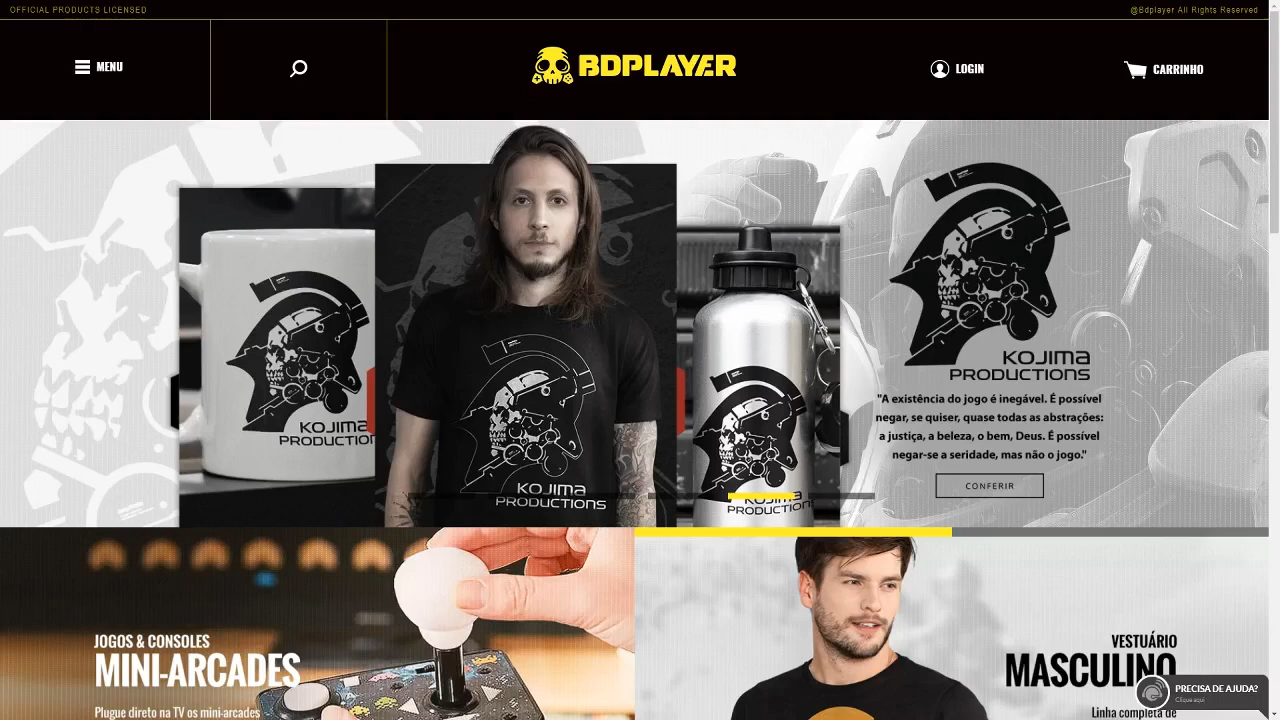 OFFICIAL PRODUCTS LICENSED
@Bdplayer All Rights Reserved
MENU
BDPLAYER
LOGIN
CARRINHO
KOJIMA
PRODUCTION
KOJIMA
PRODUCTIONS
KOJIMA
PRODUCTIONS
KOJIMA
PRODUCTIONS
"A existência do jogo é inegável. É possível
negar, se quiser, quase todas as abstrações:
a justiça, a beleza, o bem, Deus. É possível
negar-se a seridade, mas não o jogo."
CONFERIR
JOGOS & CONSOLES
MINI-ARCADES
Plugue direto na TV os mini-arcades
VESTUÁRIO
MASCULINO
Linha completa de
PRECISA DE AJUDA?
Clique aqui